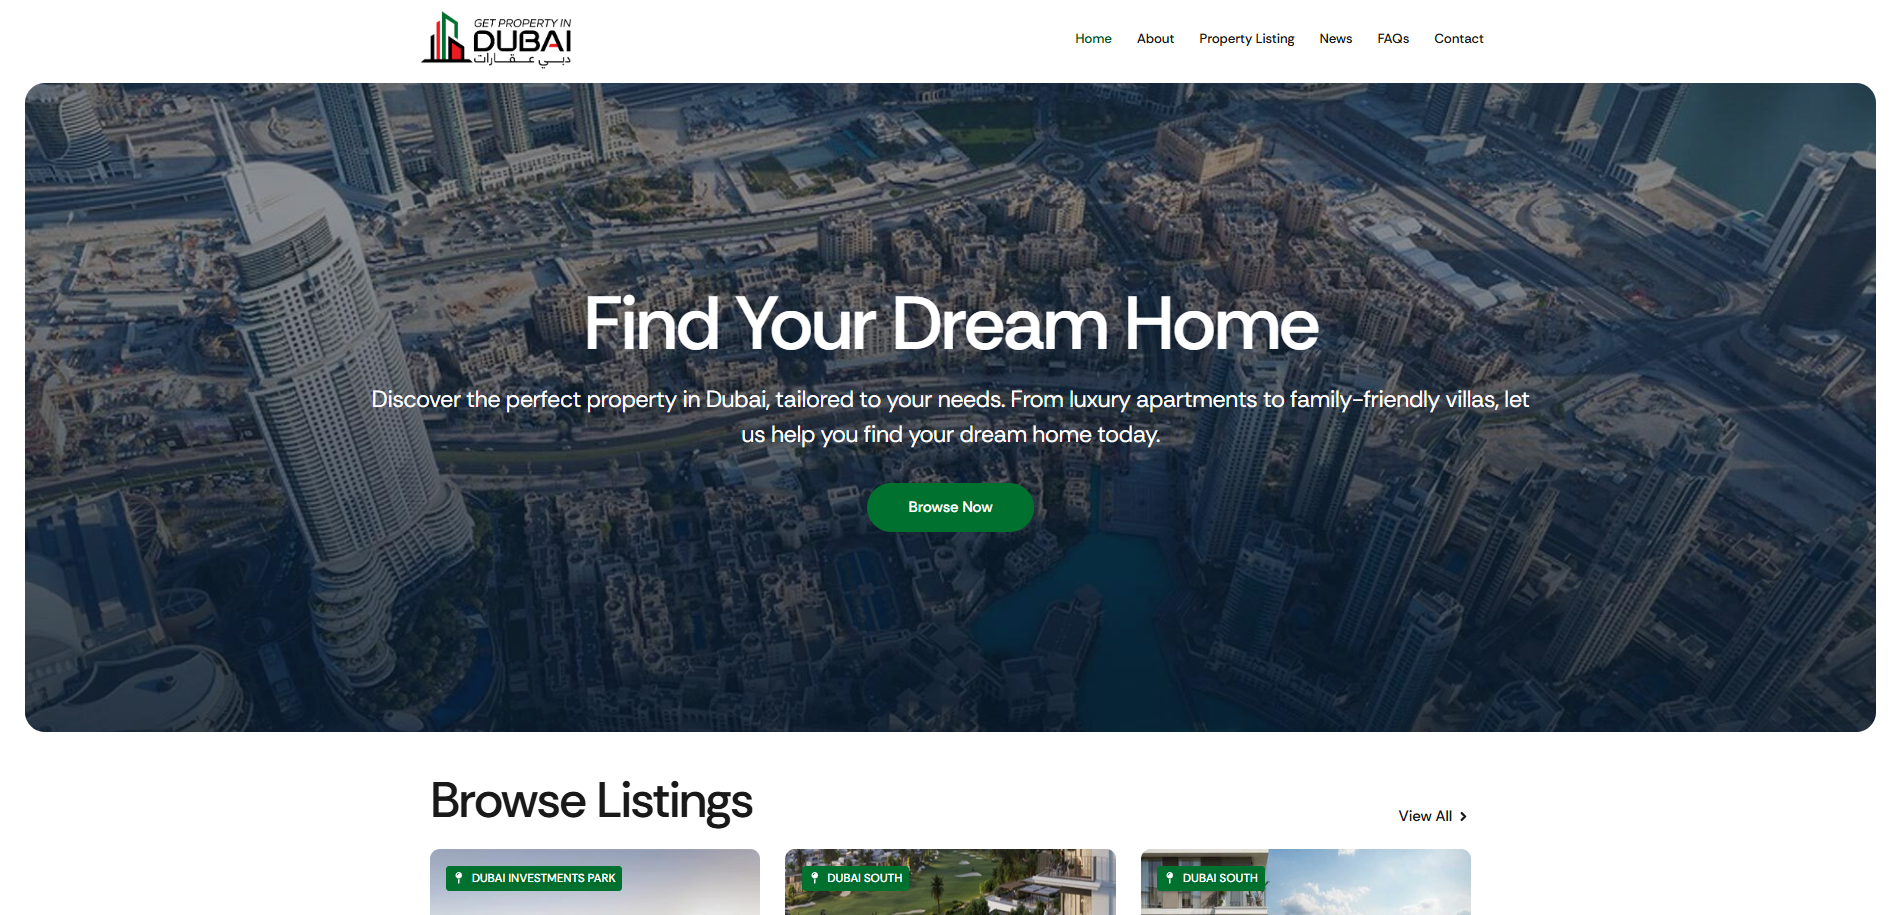 GET PROPERTY IN
DUBAI
دبي عقارات
Home About Property Listing News FAQs Contact
Find Your Dream Home
Discover the perfect property in Dubai, tailored to your needs. From luxury apartments to family-friendly villas, let
us help you find your dream home today.
Browse Now
Browse Listings
View All
DUBAI INVESTMENTS PARK
DUBAI SOUTH
DUBAI SOUTH